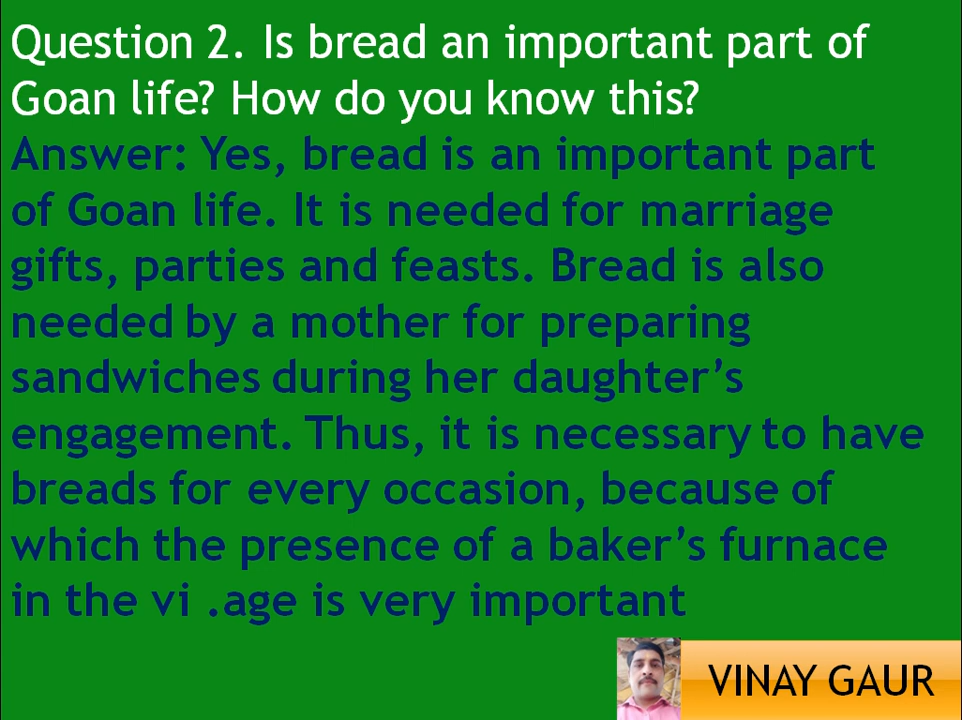 Question 2. Is bread an important part of
Goan life? How do you know this?
Answer: Yes, bread is an important part
of Goan life. It is needed for marriage
gifts, parties and feasts. Bread is also
needed by a mother for preparing
sandwiches during her daughter’s
engagement. Thus, it is necessary to have
breads for every occasion, because of
which the presence of a baker’s furnace
in the vi .age is very important
VINAY GAUR